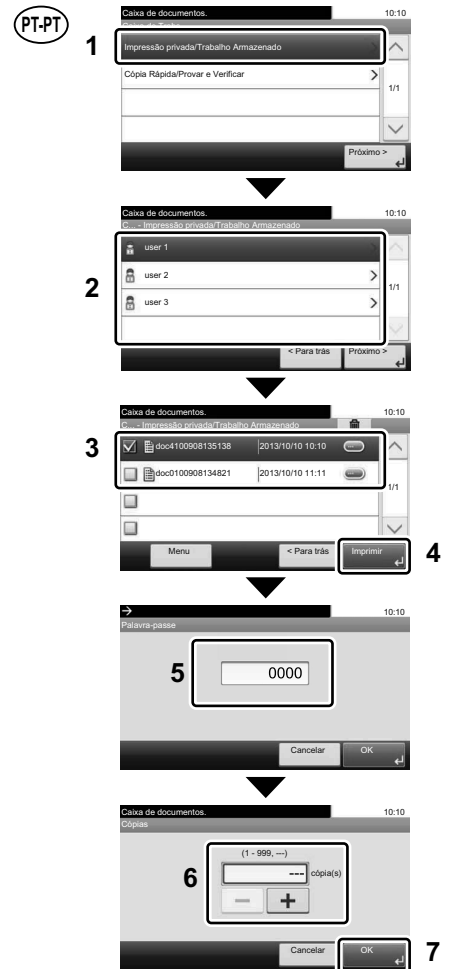 PT-PT
Caixa de documentos. 10:10
1
Impressão privada/Trabalho Armazenado
Cópia Rápida/Provar e Verificar
1/1
Próximo >
Caixa de documentos. 10:10
C... - Impressão privada/Trabalho Armazenado
2
user 1
user 2
user 3
1/1
< Para trás Próximo >
Caixa de documentos. 10:10
C... - Impressão privada/Trabalho Armazenado
3
doc4100908135138 2013/10/10 10:10
doc0100908134821 2013/10/10 11:11
1/1
Menu < Para trás Imprimir 4
10:10
Palavra-passe
5 0000
Cancelar OK
Caixa de documentos. 10:10
Cópias
6
(1 - 999, ---)
--- cópia(s)
Cancelar OK 7